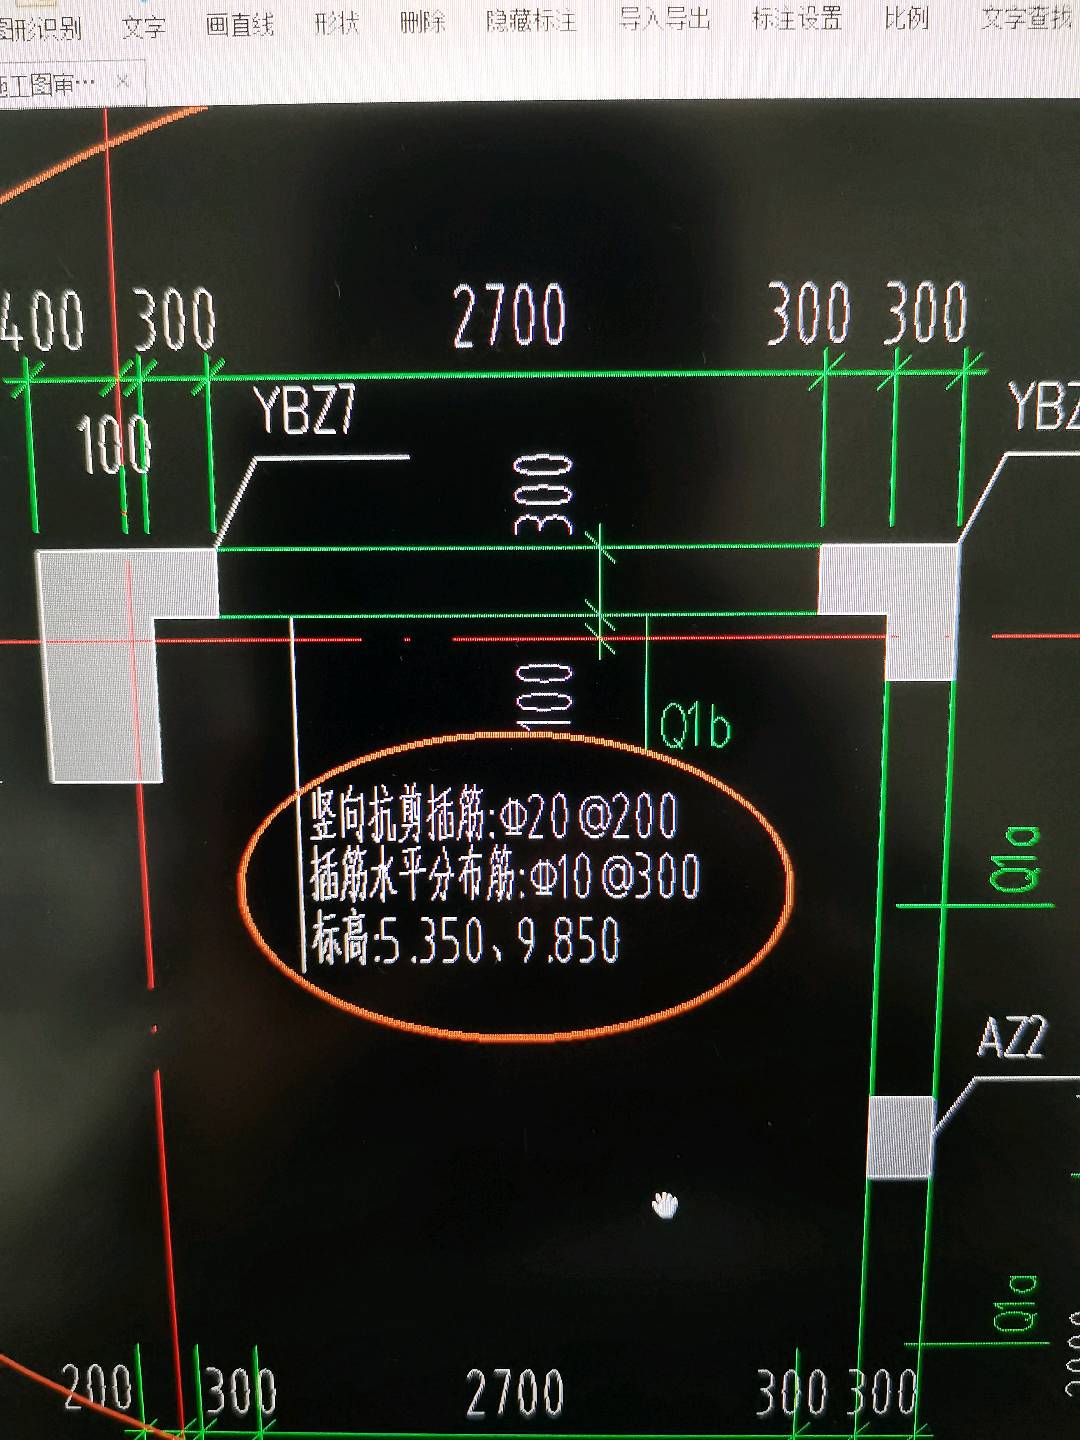 图形识别 文字 画直线 形状 删除 隐藏标注 导入导出 标注设置 比例 文字查找
施工图审…
400 300 2700 300 300
100
YBZ7
YBZ
300
100
Q1b
竖向抗剪插筋:Φ20@200
插筋水平分布筋:Φ10@300
标高:5.350、9.850
Q1a
AZ2
Q1a
200 300 2700 300 300